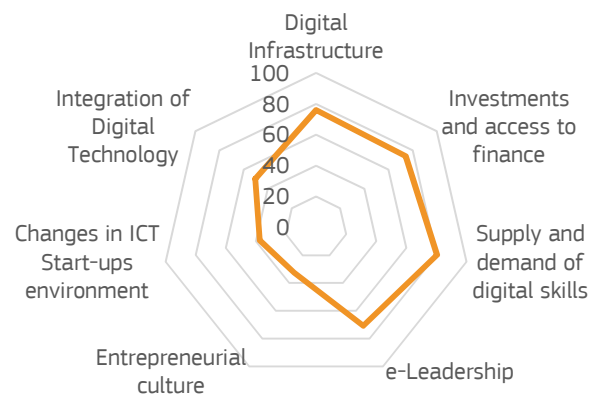 Digital
Infrastructure
100
80
60
40
20
0
Investments
and access to
finance
Supply and
demand of
digital skills
e-Leadership
Entrepreneurial
culture
Changes in ICT
Start-ups
environment
Integration of
Digital
Technology